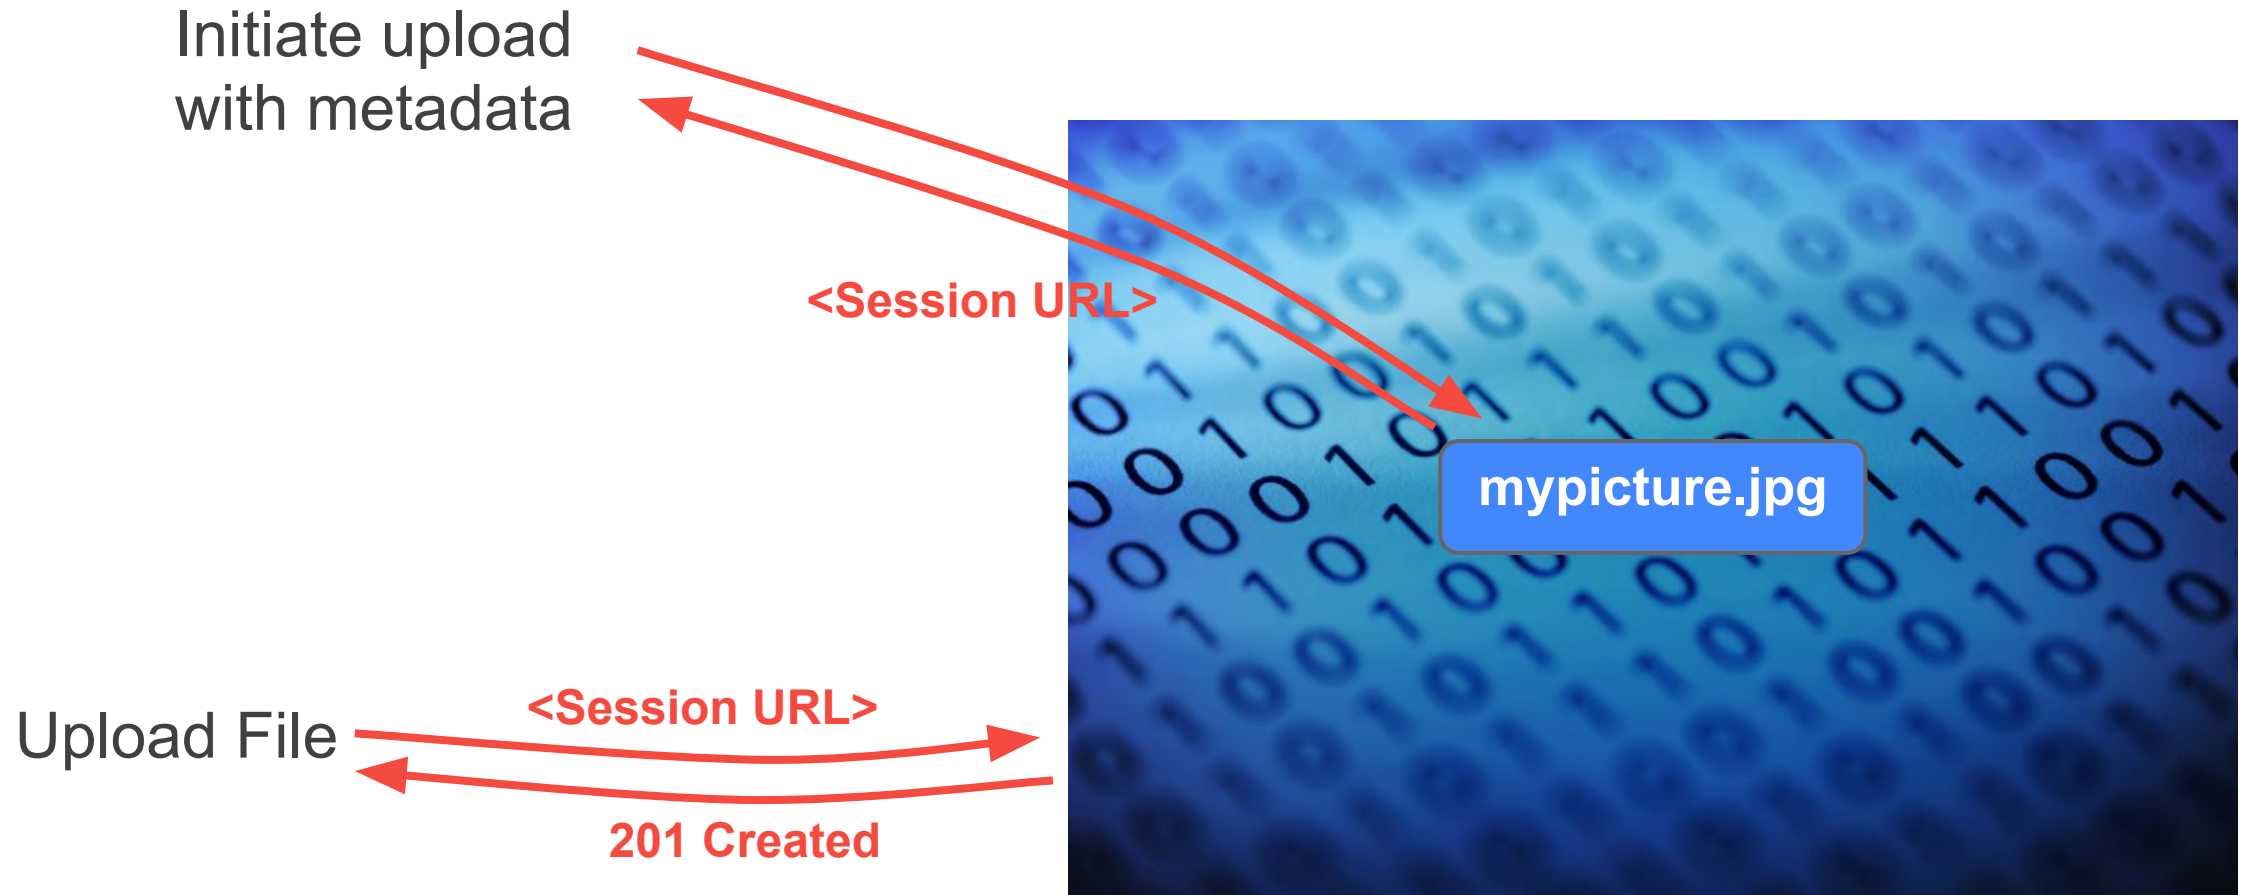 Initiate upload
with metadata
<Session URL>
mypicture.jpg
<Session URL>
Upload File
201 Created